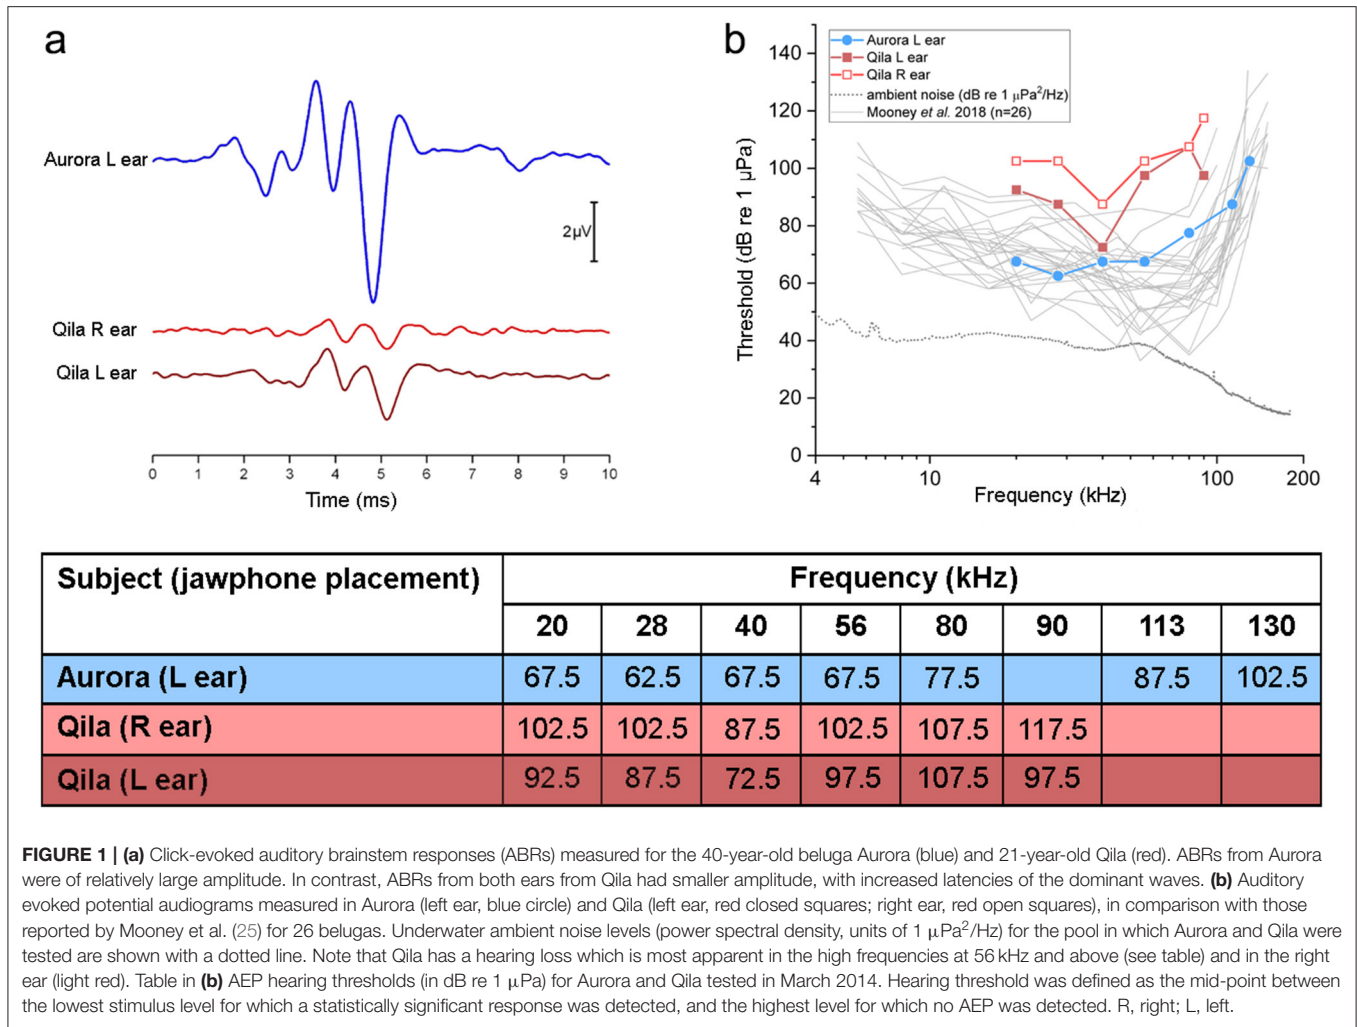 a
Aurora L ear
2μV
Qila R ear
Qila L ear
0 1 2 3 4 5 6 7 8 9 10
Time (ms)
b
Aurora L ear
Qila L ear
Qila R ear
ambient noise (dB re 1 μPa²/Hz)
Mooney et al. 2018 (n=26)
Threshold (dB re 1 μPa)
140
120
100
80
60
40
20
0
4 10 100 200
Frequency (kHz)
Subject (jawphone placement) Frequency (kHz)
20 28 40 56 80 90 113 130
Aurora (L ear) 67.5 62.5 67.5 67.5 77.5 87.5 102.5
Qila (R ear) 102.5 102.5 87.5 102.5 107.5 117.5
Qila (L ear) 92.5 87.5 72.5 97.5 107.5 97.5
FIGURE 1 | (a) Click-evoked auditory brainstem responses (ABRs) measured for the 40-year-old beluga Aurora (blue) and 21-year-old Qila (red). ABRs from Aurora
were of relatively large amplitude. In contrast, ABRs from both ears from Qila had smaller amplitude, with increased latencies of the dominant waves. (b) Auditory
evoked potential audiograms measured in Aurora (left ear, blue circle) and Qila (left ear, red closed squares; right ear, red open squares), in comparison with those
reported by Mooney et al. (25) for 26 belugas. Underwater ambient noise levels (power spectral density, units of 1 μPa²/Hz) for the pool in which Aurora and Qila were
tested are shown with a dotted line. Note that Qila has a hearing loss which is most apparent in the high frequencies at 56 kHz and above (see table) and in the right
ear (light red). Table in (b) AEP hearing thresholds (in dB re 1 μPa) for Aurora and Qila tested in March 2014. Hearing threshold was defined as the mid-point between
the lowest stimulus level for which a statistically significant response was detected, and the highest level for which no AEP was detected. R, right; L, left.